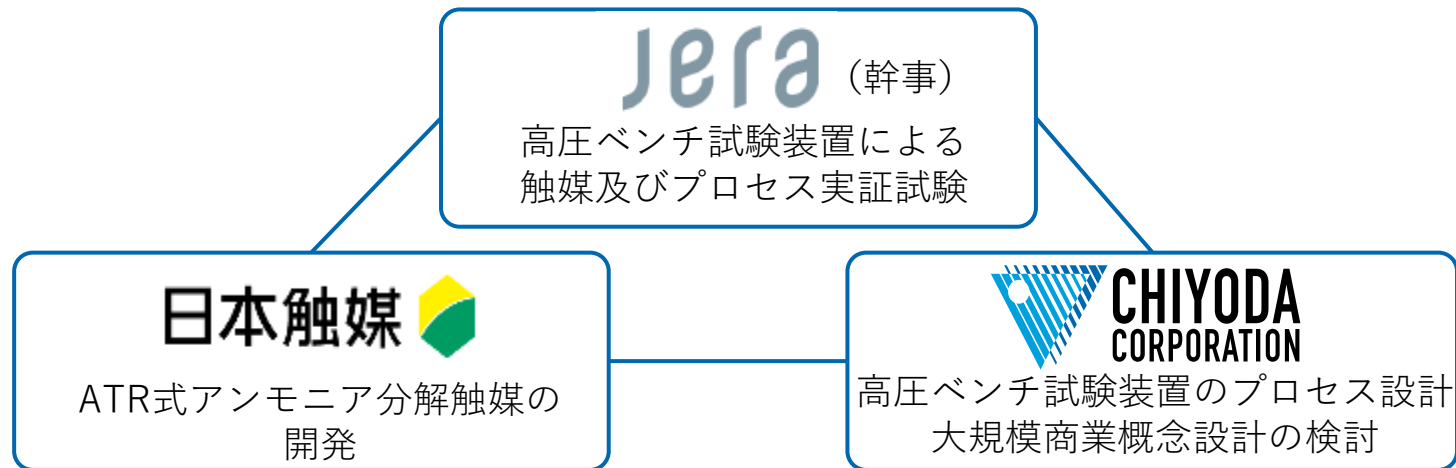 Jera (幹事)
高圧ベンチ試験装置による
触媒及びプロセス実証試験
日本触媒
ATR式アンモニア分解触媒の
開発
CHIYODA
CORPORATION
高圧ベンチ試験装置のプロセス設計
大規模商業概念設計の検討